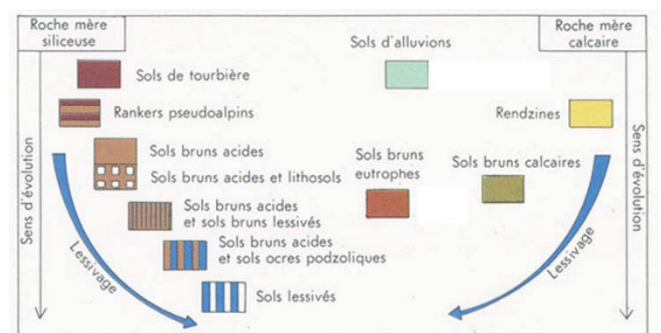 Roche mère
siliceuse
Sols d'alluvions
Roche mère
calcaire
Sols de tourbière
Rankers pseudoalpins
Rendzines
Sols bruns acides
Sols bruns acides et lithosols
Sols bruns
eutrophes
Sols bruns calcaires
Sols bruns acides
et sols bruns lessivés
Sols bruns acides
et sols ocres podzoliques
Sols lessivés
Sens d'évolution
Lessivage
Lessivage
Sens d'évolution